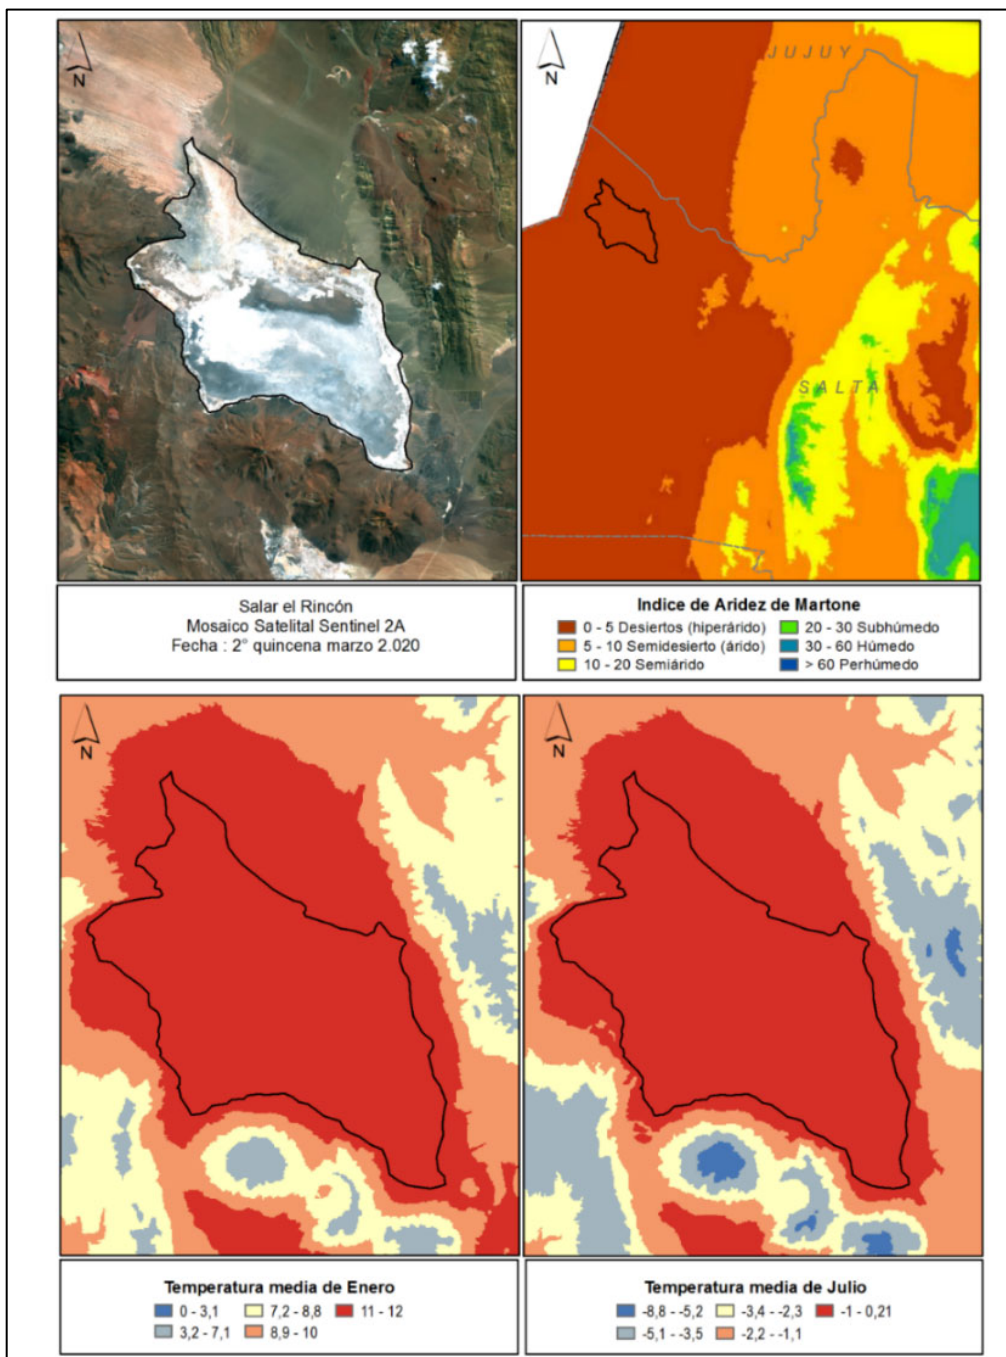 N
N
JUJUY
SALTA
Salar el Rincón
Mosaico Satelital Sentinel 2A
Fecha : 2° quincena marzo 2.020
Indice de Aridez de Martone
0 - 5 Desiertos (hiperárido)
20 - 30 Subhúmedo
5 - 10 Semidesierto (árido)
30 - 60 Húmedo
10 - 20 Semiárido
> 60 Perhúmedo
N
N
Temperatura media de Enero
0 - 3,1
7,2 - 8,8
11 - 12
3,2 - 7,1
8,9 - 10
Temperatura media de Julio
-8,8 - -5,2
-3,4 - -2,3
-1 - 0,21
-5,1 - -3,5
-2,2 - -1,1